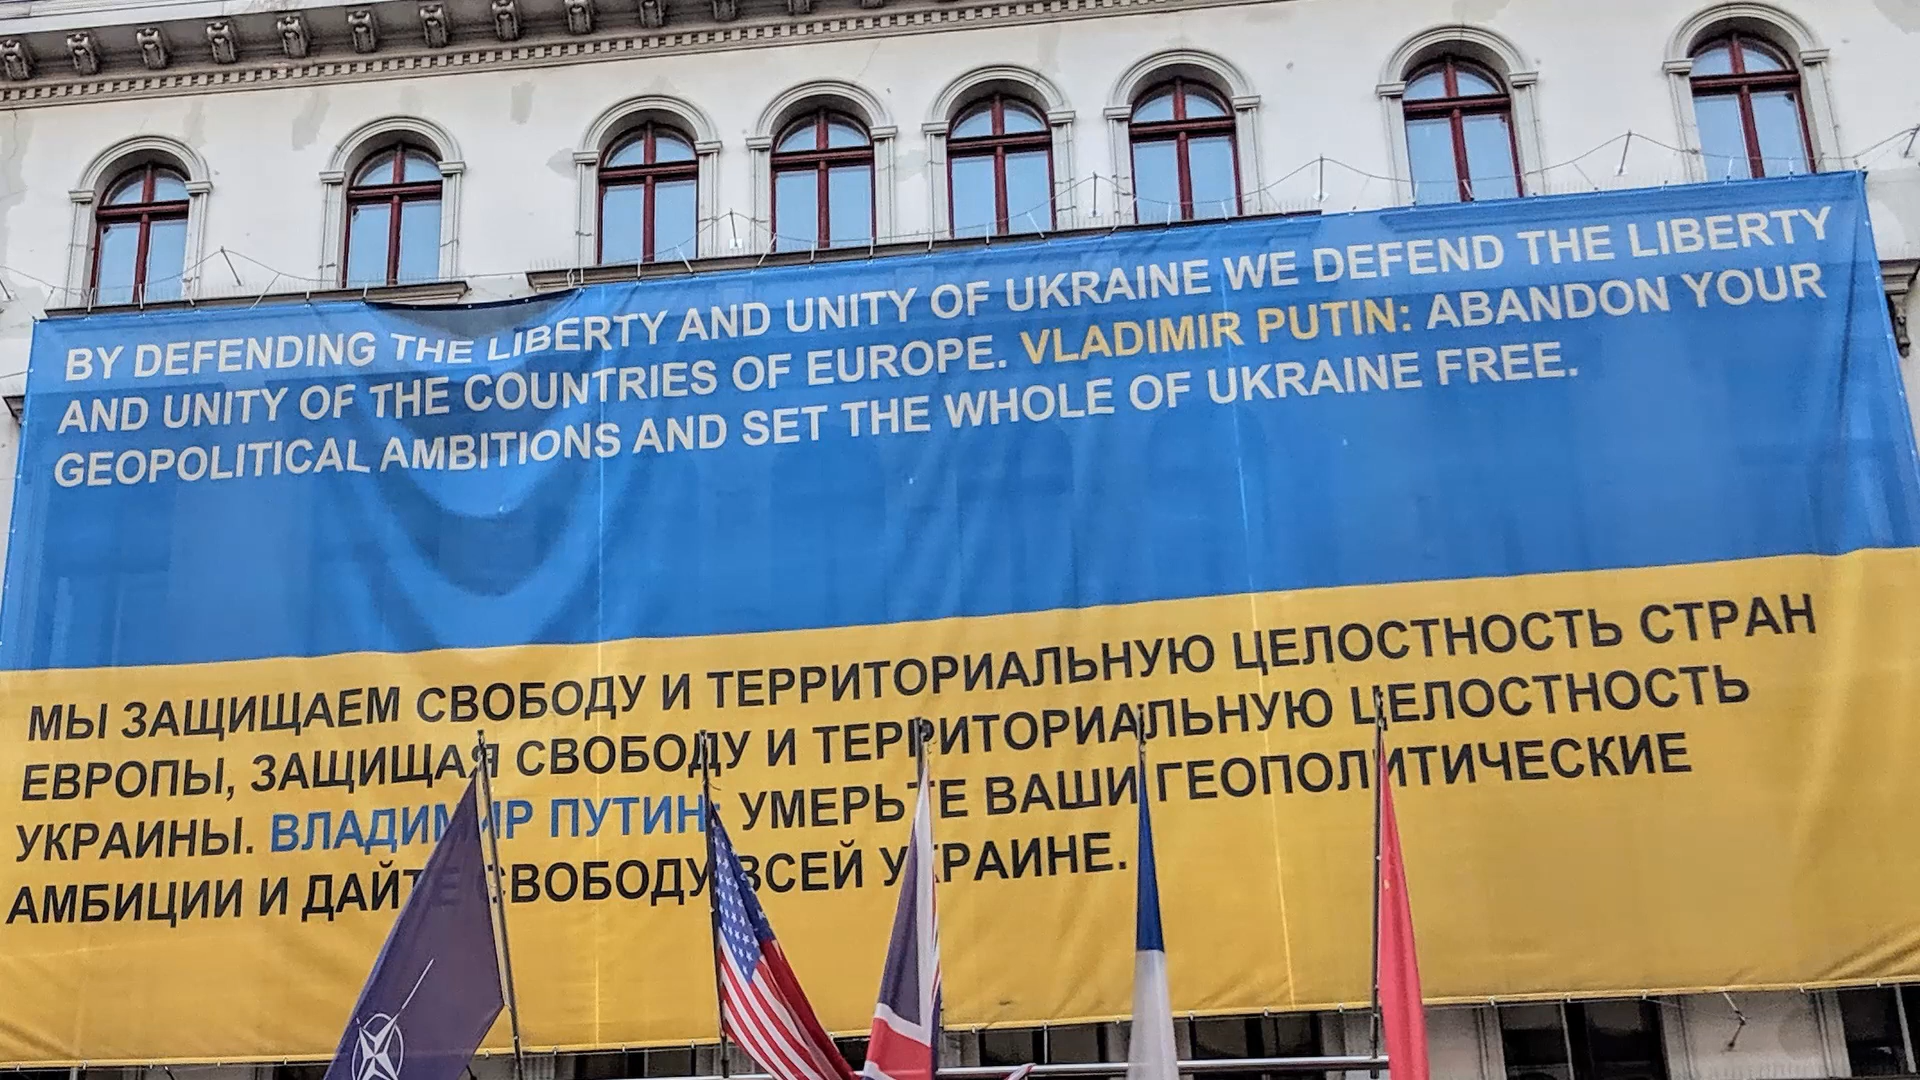 BY DEFENDING THE LIBERTY AND UNITY OF UKRAINE WE DEFEND THE LIBERTY
AND UNITY OF THE COUNTRIES OF EUROPE. VLADIMIR PUTIN: ABANDON YOUR
GEOPOLITICAL AMBITIONS AND SET THE WHOLE OF UKRAINE FREE.
МЫ ЗАЩИЩАЕМ СВОБОДУ И ТЕРРИТОРИАЛЬНУЮ ЦЕЛОСТНОСТЬ СТРАН
ЕВРОПЫ, ЗАЩИЩАЯ СВОБОДУ И ТЕРРИТОРИАЛЬНУЮ ЦЕЛОСТНОСТЬ
УКРАИНЫ. ВЛАДИМИР ПУТИН: УМЕРЬТЕ ВАШИ ГЕОПОЛИТИЧЕСКИЕ
АМБИЦИИ И ДАЙТЕ СВОБОДУ ВСЕЙ УКРАИНЕ.